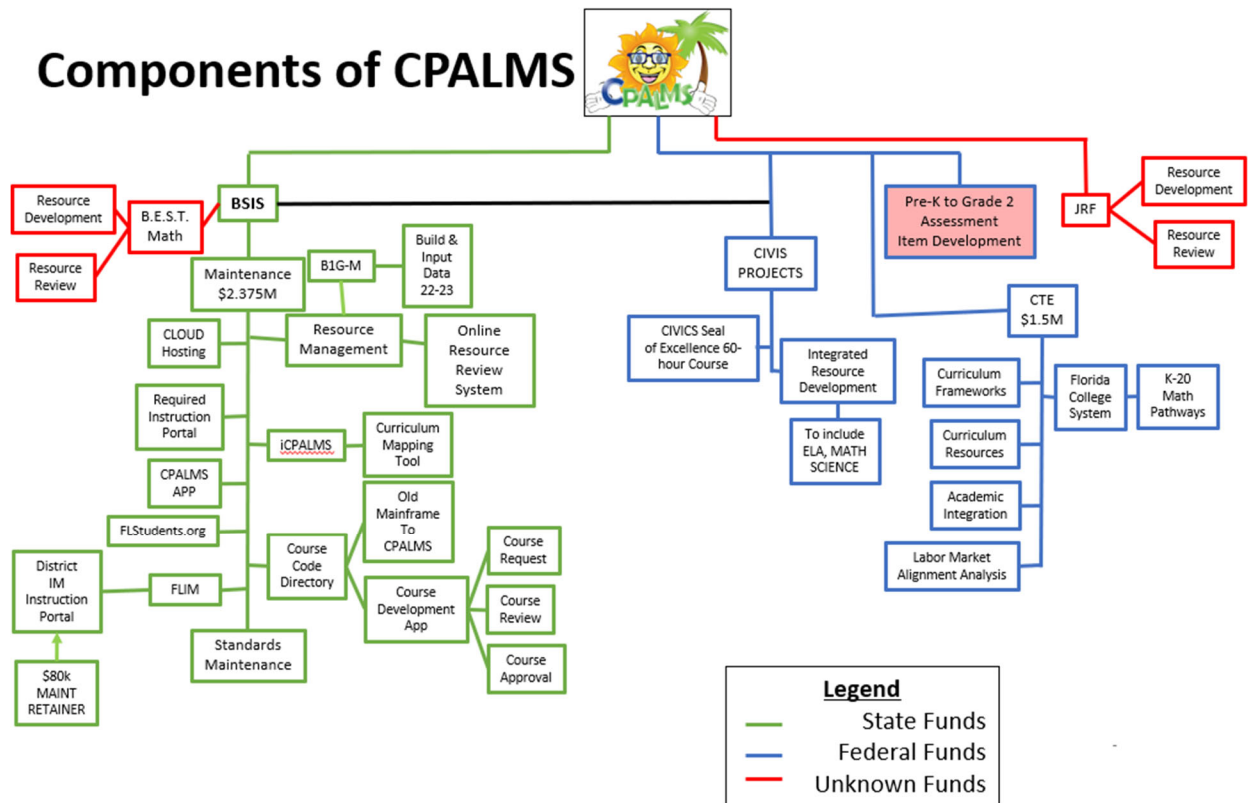 Components of CPALMS
CPALMS
Resource
Development
Resource
Review
B.E.S.T.
Math
BSIS
Maintenance
$2.375M
B1G-M
Build &
Input
Data
22-23
CLOUD
Hosting
Resource
Management
Online
Resource
Review
System
Required
Instruction
Portal
iCPALMS
Curriculum
Mapping
Tool
CPALMS
APP
Old
Mainframe
To
CPALMS
FLStudents.org
Course
Code
Directory
Course
Request
District
IM
Instruction
Portal
FLIM
Course
Development
App
Course
Review
Standards
Maintenance
Course
Approval
$80k
MAINT
RETAINER
CIVIS
PROJECTS
CIVICS Seal
of Excellence 60-
hour Course
Integrated
Resource
Development
To include
ELA, MATH
SCIENCE
Pre-K to Grade 2
Assessment
Item Development
CTE
$1.5M
Curriculum
Frameworks
Florida
College
System
K-20
Math
Pathways
Curriculum
Resources
Academic
Integration
Labor Market
Alignment Analysis
JRF
Resource
Development
Resource
Review
Legend
State Funds
Federal Funds
Unknown Funds